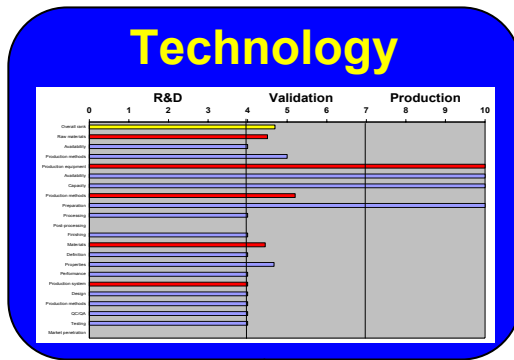 Technology
R&D Validation Production
0 1 2 3 4 5 6 7 8 9 10
Overall rank
Raw materials
Availability
Production methods
Production equipment
Availability
Capacity
Production methods
Preparation
Processing
Post-processing
Finishing
Materials
Definition
Properties
Performance
Production system
Design
Production methods
QC/QA
Testing
Market penetration